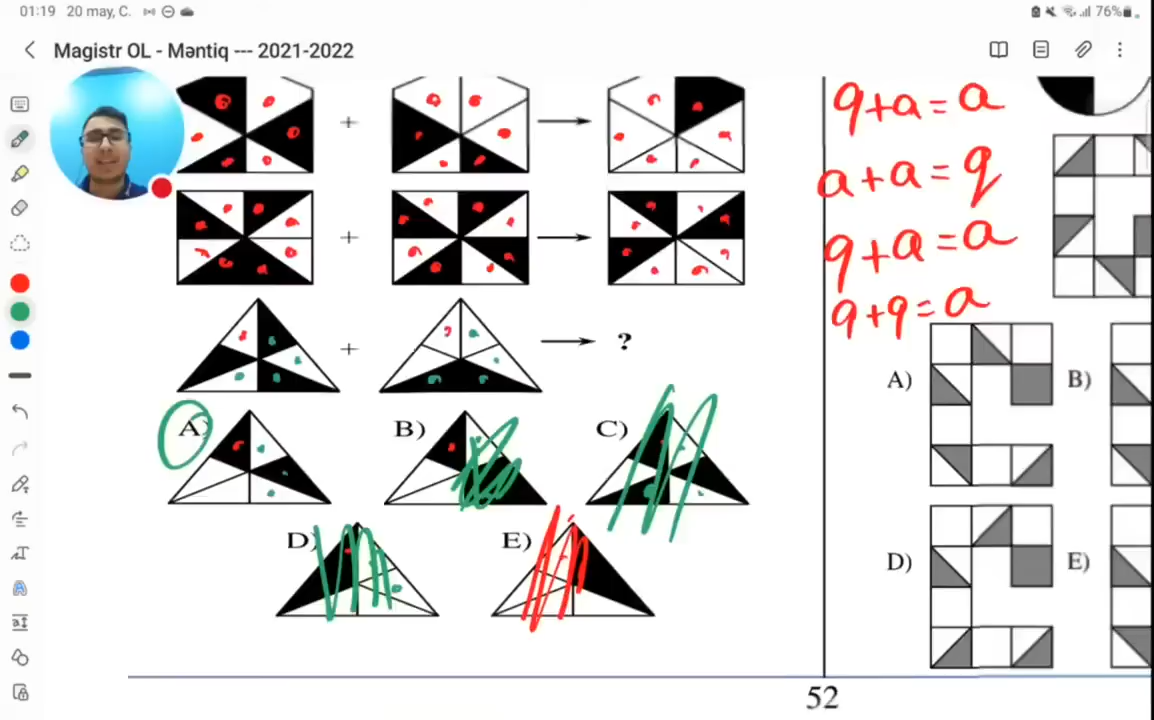 01:19 20 may, C. 76%
Magistr OL - Məntiq --- 2021-2022
+
+
+ ?
A)
B)
C)
D)
E)
q+a=a
a+a=q
q+a=a
q+q=a
A)
B)
D)
E)
52